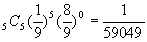 ₅C₅(1/9)⁵(8/9)⁰ = 1/59049